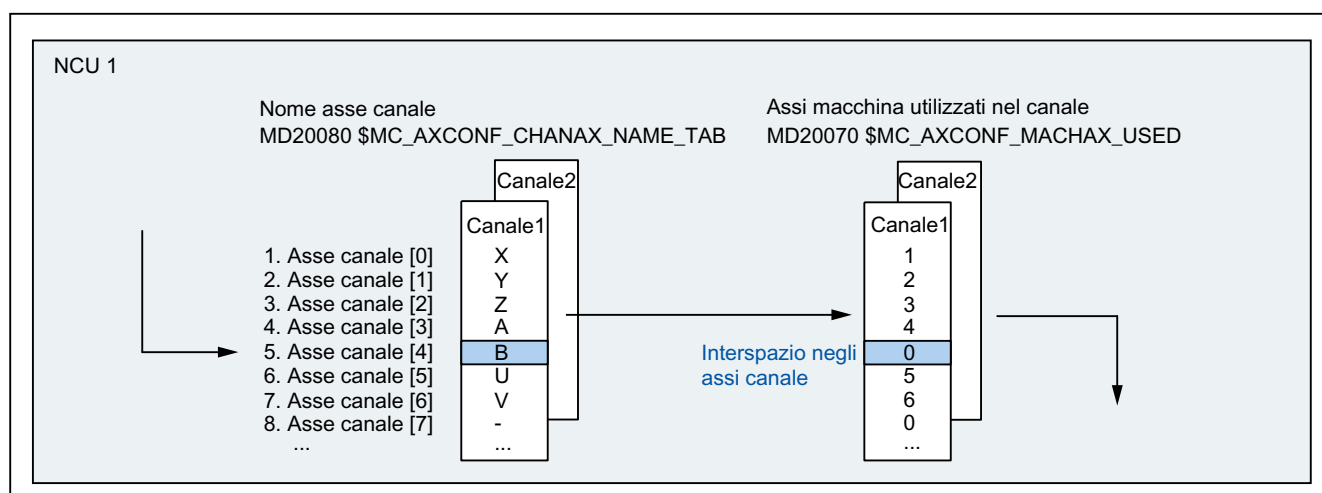 NCU 1
Nome asse canale
MD20080 $MC_AXCONF_CHANAX_NAME_TAB
Assi macchina utilizzati nel canale
MD20070 $MC_AXCONF_MACHAX_USED
Canale2
Canale2
Canale1
Canale1
1. Asse canale [0] X 1
2. Asse canale [1] Y 2
3. Asse canale [2] Z 3
4. Asse canale [3] A 4
5. Asse canale [4] B Interspazio negli 0
assi canale
6. Asse canale [5] U 5
7. Asse canale [6] V 6
8. Asse canale [7] - 0
... ... ...